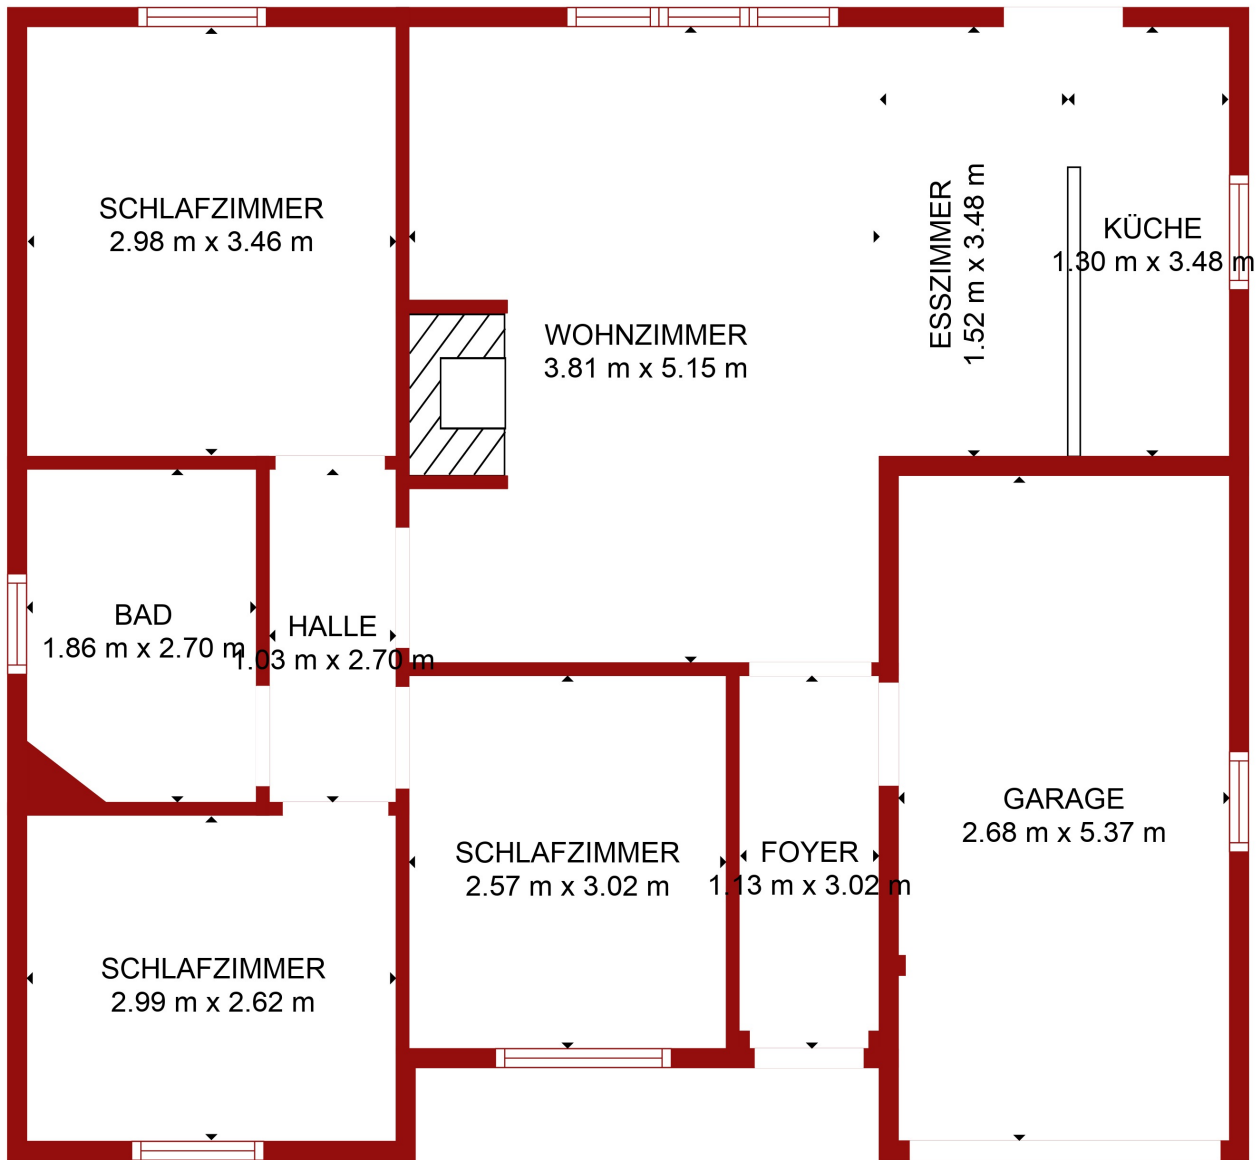 SCHLAFZIMMER
2.98 m x 3.46 m
WOHNZIMMER
3.81 m x 5.15 m
ESSZIMMER
1.52 m x 3.48 m
KÜCHE
1.30 m x 3.48 m
BAD
1.86 m x 2.70 m
HALLE
1.03 m x 2.70 m
SCHLAFZIMMER
2.57 m x 3.02 m
FOYER
1.13 m x 3.02 m
GARAGE
2.68 m x 5.37 m
SCHLAFZIMMER
2.99 m x 2.62 m